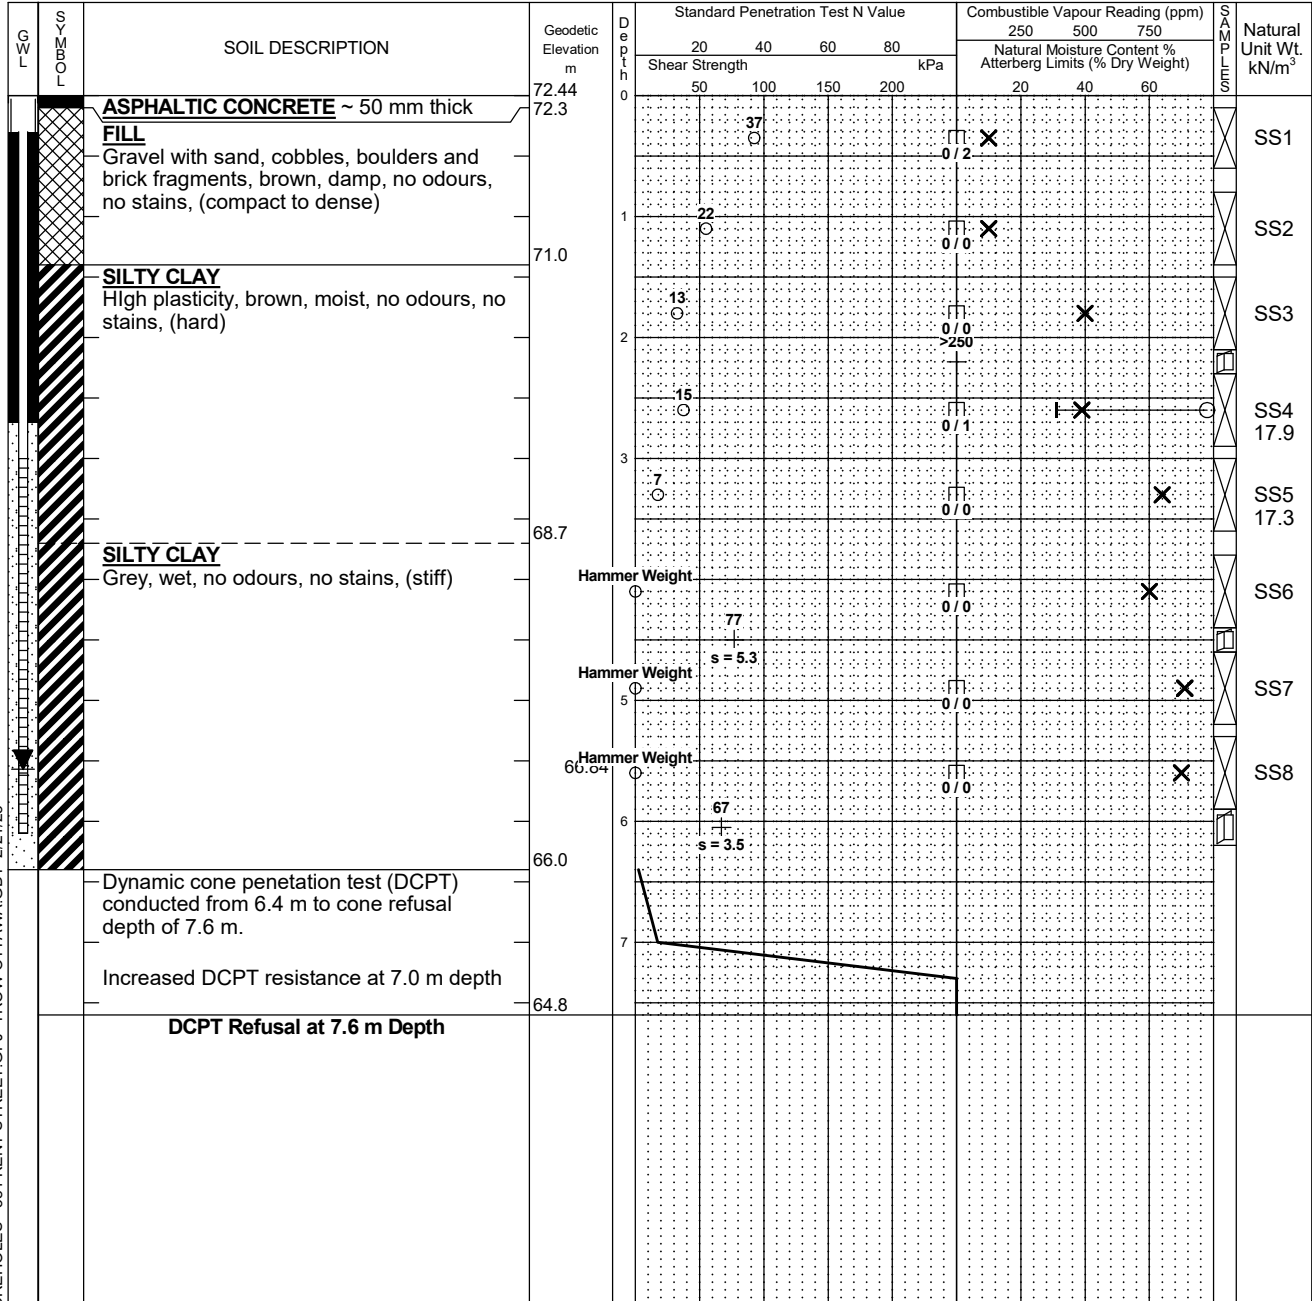 GWL
SYMBOL
SOIL DESCRIPTION
Geodetic
Elevation
m
Depth
Standard Penetration Test N Value
20 40 60 80
Shear Strength kPa
50 100 150 200
Combustible Vapour Reading (ppm)
250 500 750
Natural Moisture Content %
Atterberg Limits (% Dry Weight)
20 40 60
SAMPLES
Natural
Unit Wt.
kN/m³
72.44
0
ASPHALTIC CONCRETE ~ 50 mm thick
72.3
FILL
Gravel with sand, cobbles, boulders and
brick fragments, brown, damp, no odours,
no stains, (compact to dense)
37
0 / 2
SS1
1
22
0 / 0
SS2
71.0
SILTY CLAY
HIgh plasticity, brown, moist, no odours, no
stains, (hard)
13
0 / 0
SS3
2
>250
15
0 / 1
SS4
17.9
3
7
0 / 0
SS5
17.3
68.7
SILTY CLAY
Grey, wet, no odours, no stains, (stiff)
Hammer Weight
0 / 0
SS6
77
s = 5.3
Hammer Weight
0 / 0
SS7
5
Hammer Weight
66.84
0 / 0
SS8
67
6
s = 3.5
66.0
Dynamic cone penetation test (DCPT)
conducted from 6.4 m to cone refusal
depth of 7.6 m.
7
Increased DCPT resistance at 7.0 m depth
64.8
DCPT Refusal at 7.6 m Depth